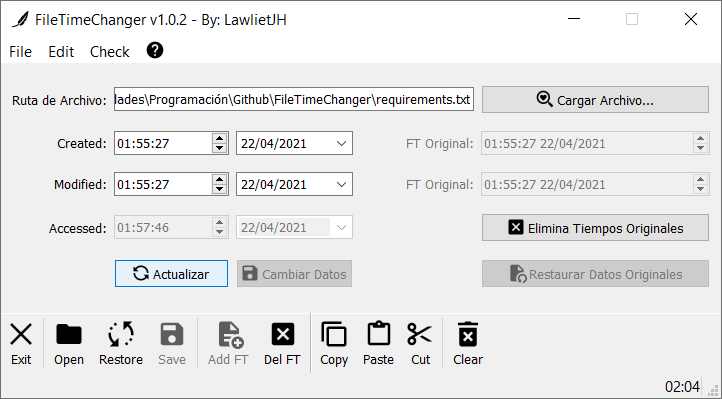 FileTimeChanger v1.0.2 - By: LawlietJH
File Edit Check ?
Ruta de Archivo: lades\Programación\Github\FileTimeChanger\requirements.txt Cargar Archivo...
Created: 01:55:27 22/04/2021 FT Original: 01:55:27 22/04/2021
Modified: 01:55:27 22/04/2021 FT Original: 01:55:27 22/04/2021
Accessed: 01:57:46 22/04/2021 Elimina Tiempos Originales
Actualizar Cambiar Datos Restaurar Datos Originales
Exit Open Restore Save Add FT Del FT Copy Paste Cut Clear
02:04